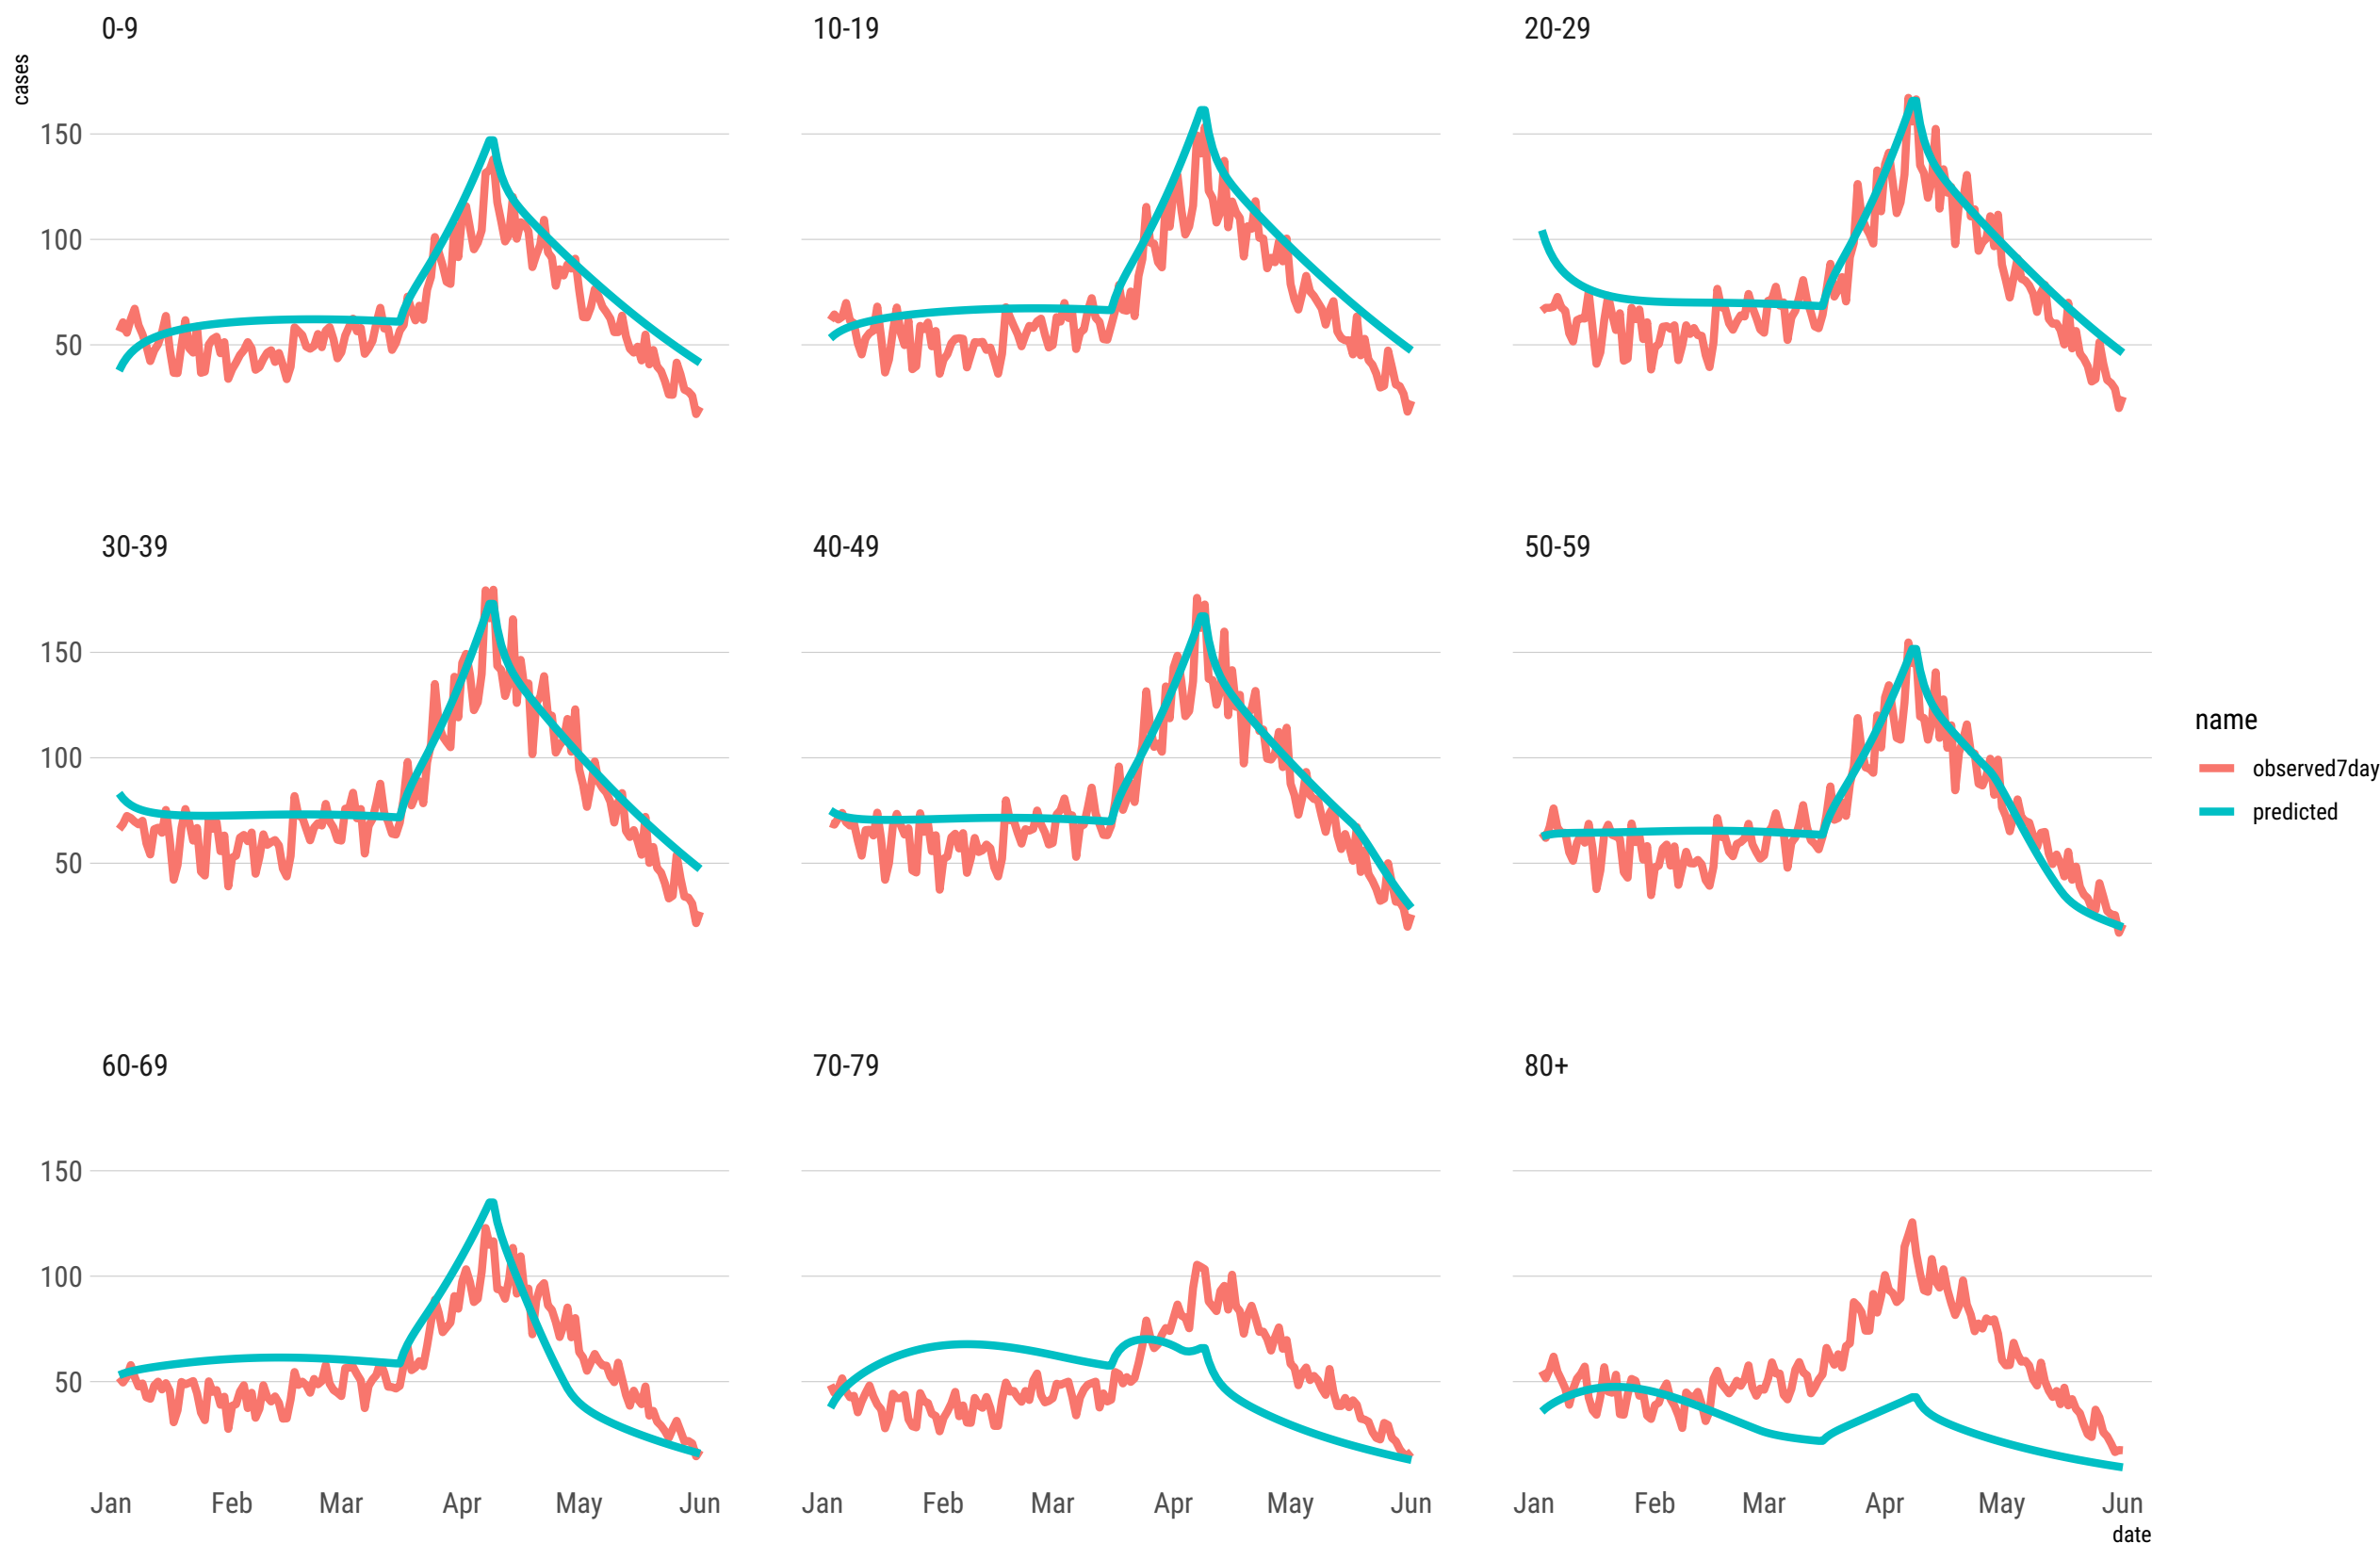 0-9
10-19
20-29
cases
150
100
50
30-39
40-49
50-59
150
100
50
name
observed7day
predicted
60-69
70-79
80+
150
100
50
Jan Feb Mar Apr May Jun
Jan Feb Mar Apr May Jun
Jan Feb Mar Apr May Jun
date